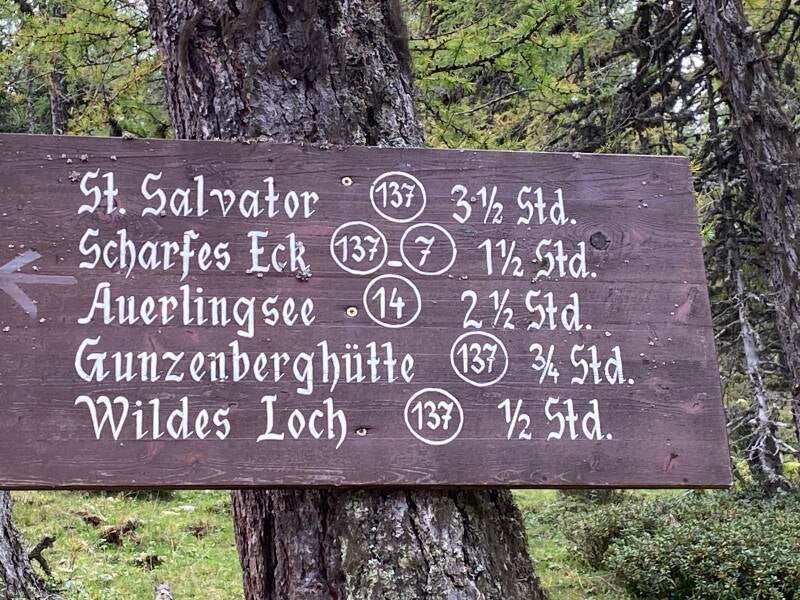 St. Salvator 137 3½ Std.
Scharfes Eck 137-7 1½ Std.
Auerlingsee 14 2½ Std.
Gunzenberghütte 137 ¾ Std.
Wildes Loch 137 ½ Std.